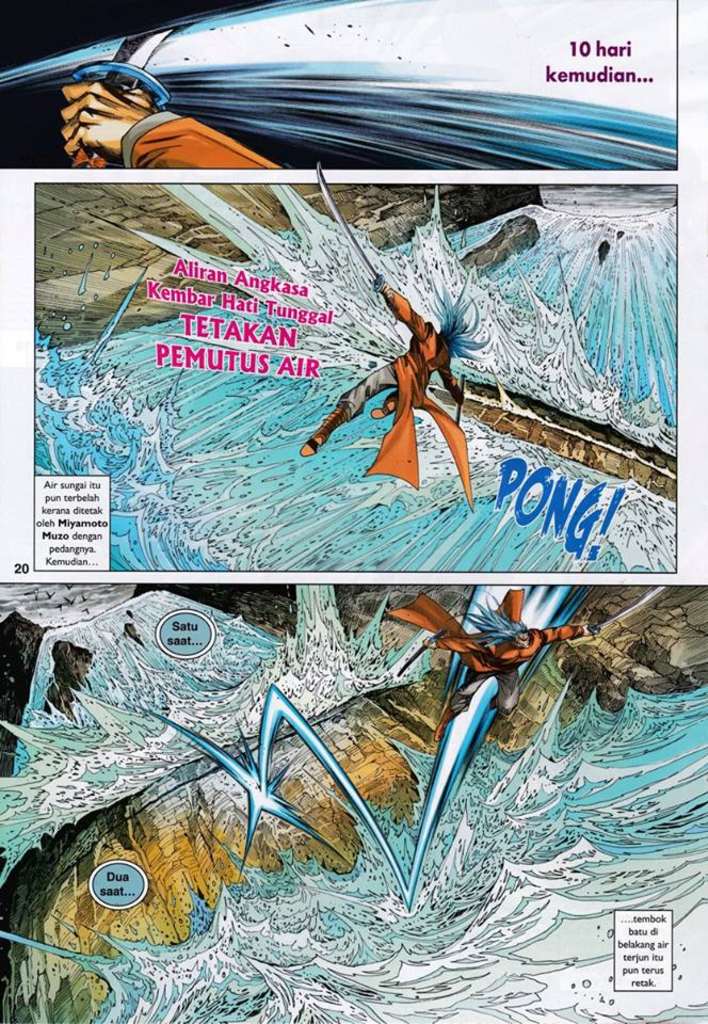 10 hari
kemudian...
Aliran Angkasa
Kembar Hati Tunggal
TETAKAN
PEMUTUS AIR
PONG!
Air sungai itu
pun terbelah
kerana ditetak
oleh Miyamoto
Muzo dengan
pedangnya.
Kemudian...
20
Satu
saat...
Dua
saat...
....tembok
batu di
belakang air
terjun itu
pun terus
retak.